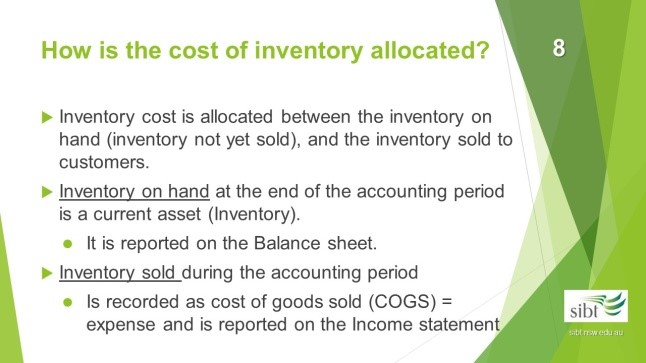 How is the cost of inventory allocated?
8
Inventory cost is allocated between the inventory on
hand (inventory not yet sold), and the inventory sold to
customers.
Inventory on hand at the end of the accounting period
is a current asset (Inventory).
It is reported on the Balance sheet.
Inventory sold during the accounting period
Is recorded as cost of goods sold (COGS) =
expense and is reported on the Income statement
sibt
sibt.nsw.edu.au